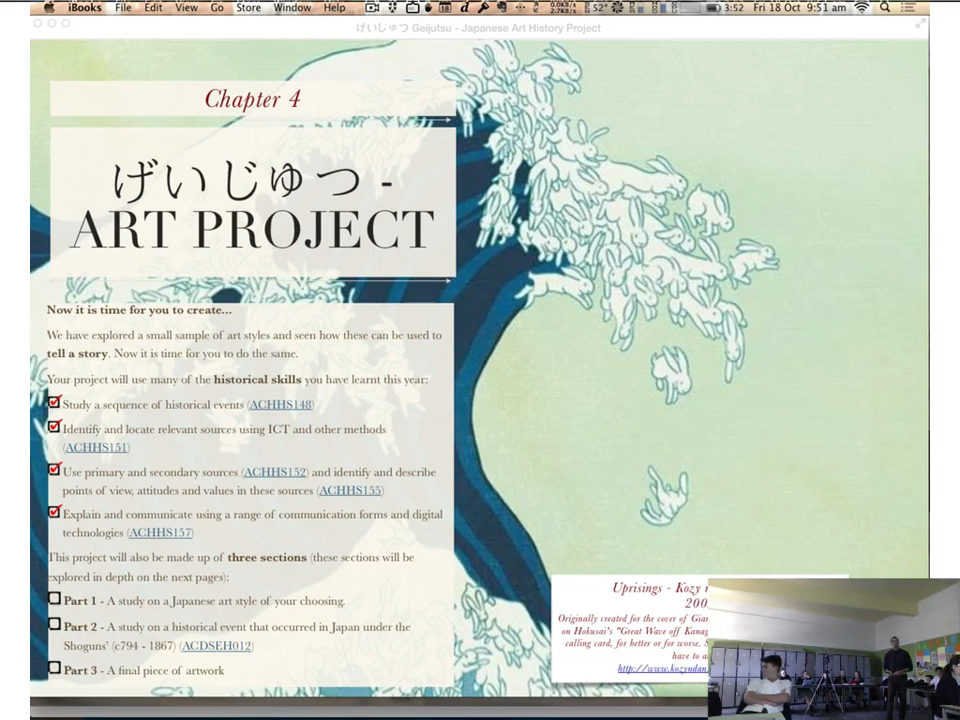 iBooks File Edit View Go Store Window Help
52° 3:52 Fri 18 Oct 9:51 am
げいじゅつ Geijutsu - Japanese Art History Project
Chapter 4
げいじゅつ -
ART PROJECT
Now it is time for you to create...
We have explored a small sample of art styles and seen how these can be used to
tell a story. Now it is time for you to do the same.
Your project will use many of the historical skills you have learnt this year:
Study a sequence of historical events (ACHHS148)
Identify and locate relevant sources using ICT and other methods
(ACHHS151)
Use primary and secondary sources (ACHHS152) and identify and describe
points of view, attitudes and values in these sources (ACHHS155)
Explain and communicate using a range of communication forms and digital
technologies (ACHHS157)
This project will also be made up of three sections (these sections will be
explored in depth on the next pages):
Part 1 - A study on a Japanese art style of your choosing.
Part 2 - A study on a historical event that occurred in Japan under the
Shoguns' (c794 - 1867) (ACDSEH012)
Part 3 - A final piece of artwork
Uprisings - Kozy
200
Originally created for the cover of
on Hokusai's "Great Wave off
calling card, for better or for worse.
have to
http://www.kozyndan